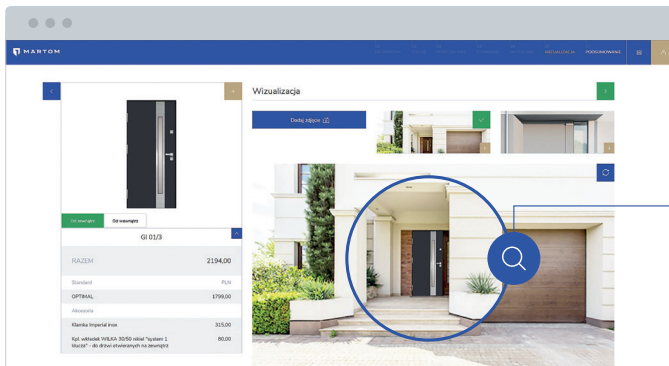 MARTOM
WIZUALIZACJA
PODSUMOWANIE
Wizualizacja
Dodaj zdjęcie
Od zewnątrz
Od wewnątrz
GI 01/3
RAZEM 2194,00
Standard PLN
OPTIMAL 1799,00
Akcesoria
Klamka Imperial inox 315,00
Kpl. wkładek WILKA 30/50 nikiel "system 1 80,00
klucza" - do drzwi otwieranych na zewnątrz